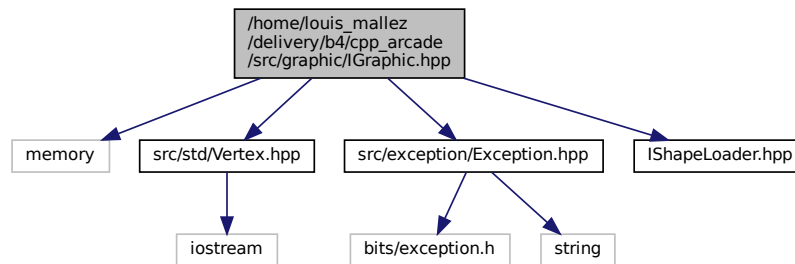 /home/louis_mallez
/delivery/b4/cpp_arcade
/src/graphic/IGraphic.hpp
memory
src/std/Vertex.hpp
src/exception/Exception.hpp
IShapeLoader.hpp
iostream
bits/exception.h
string